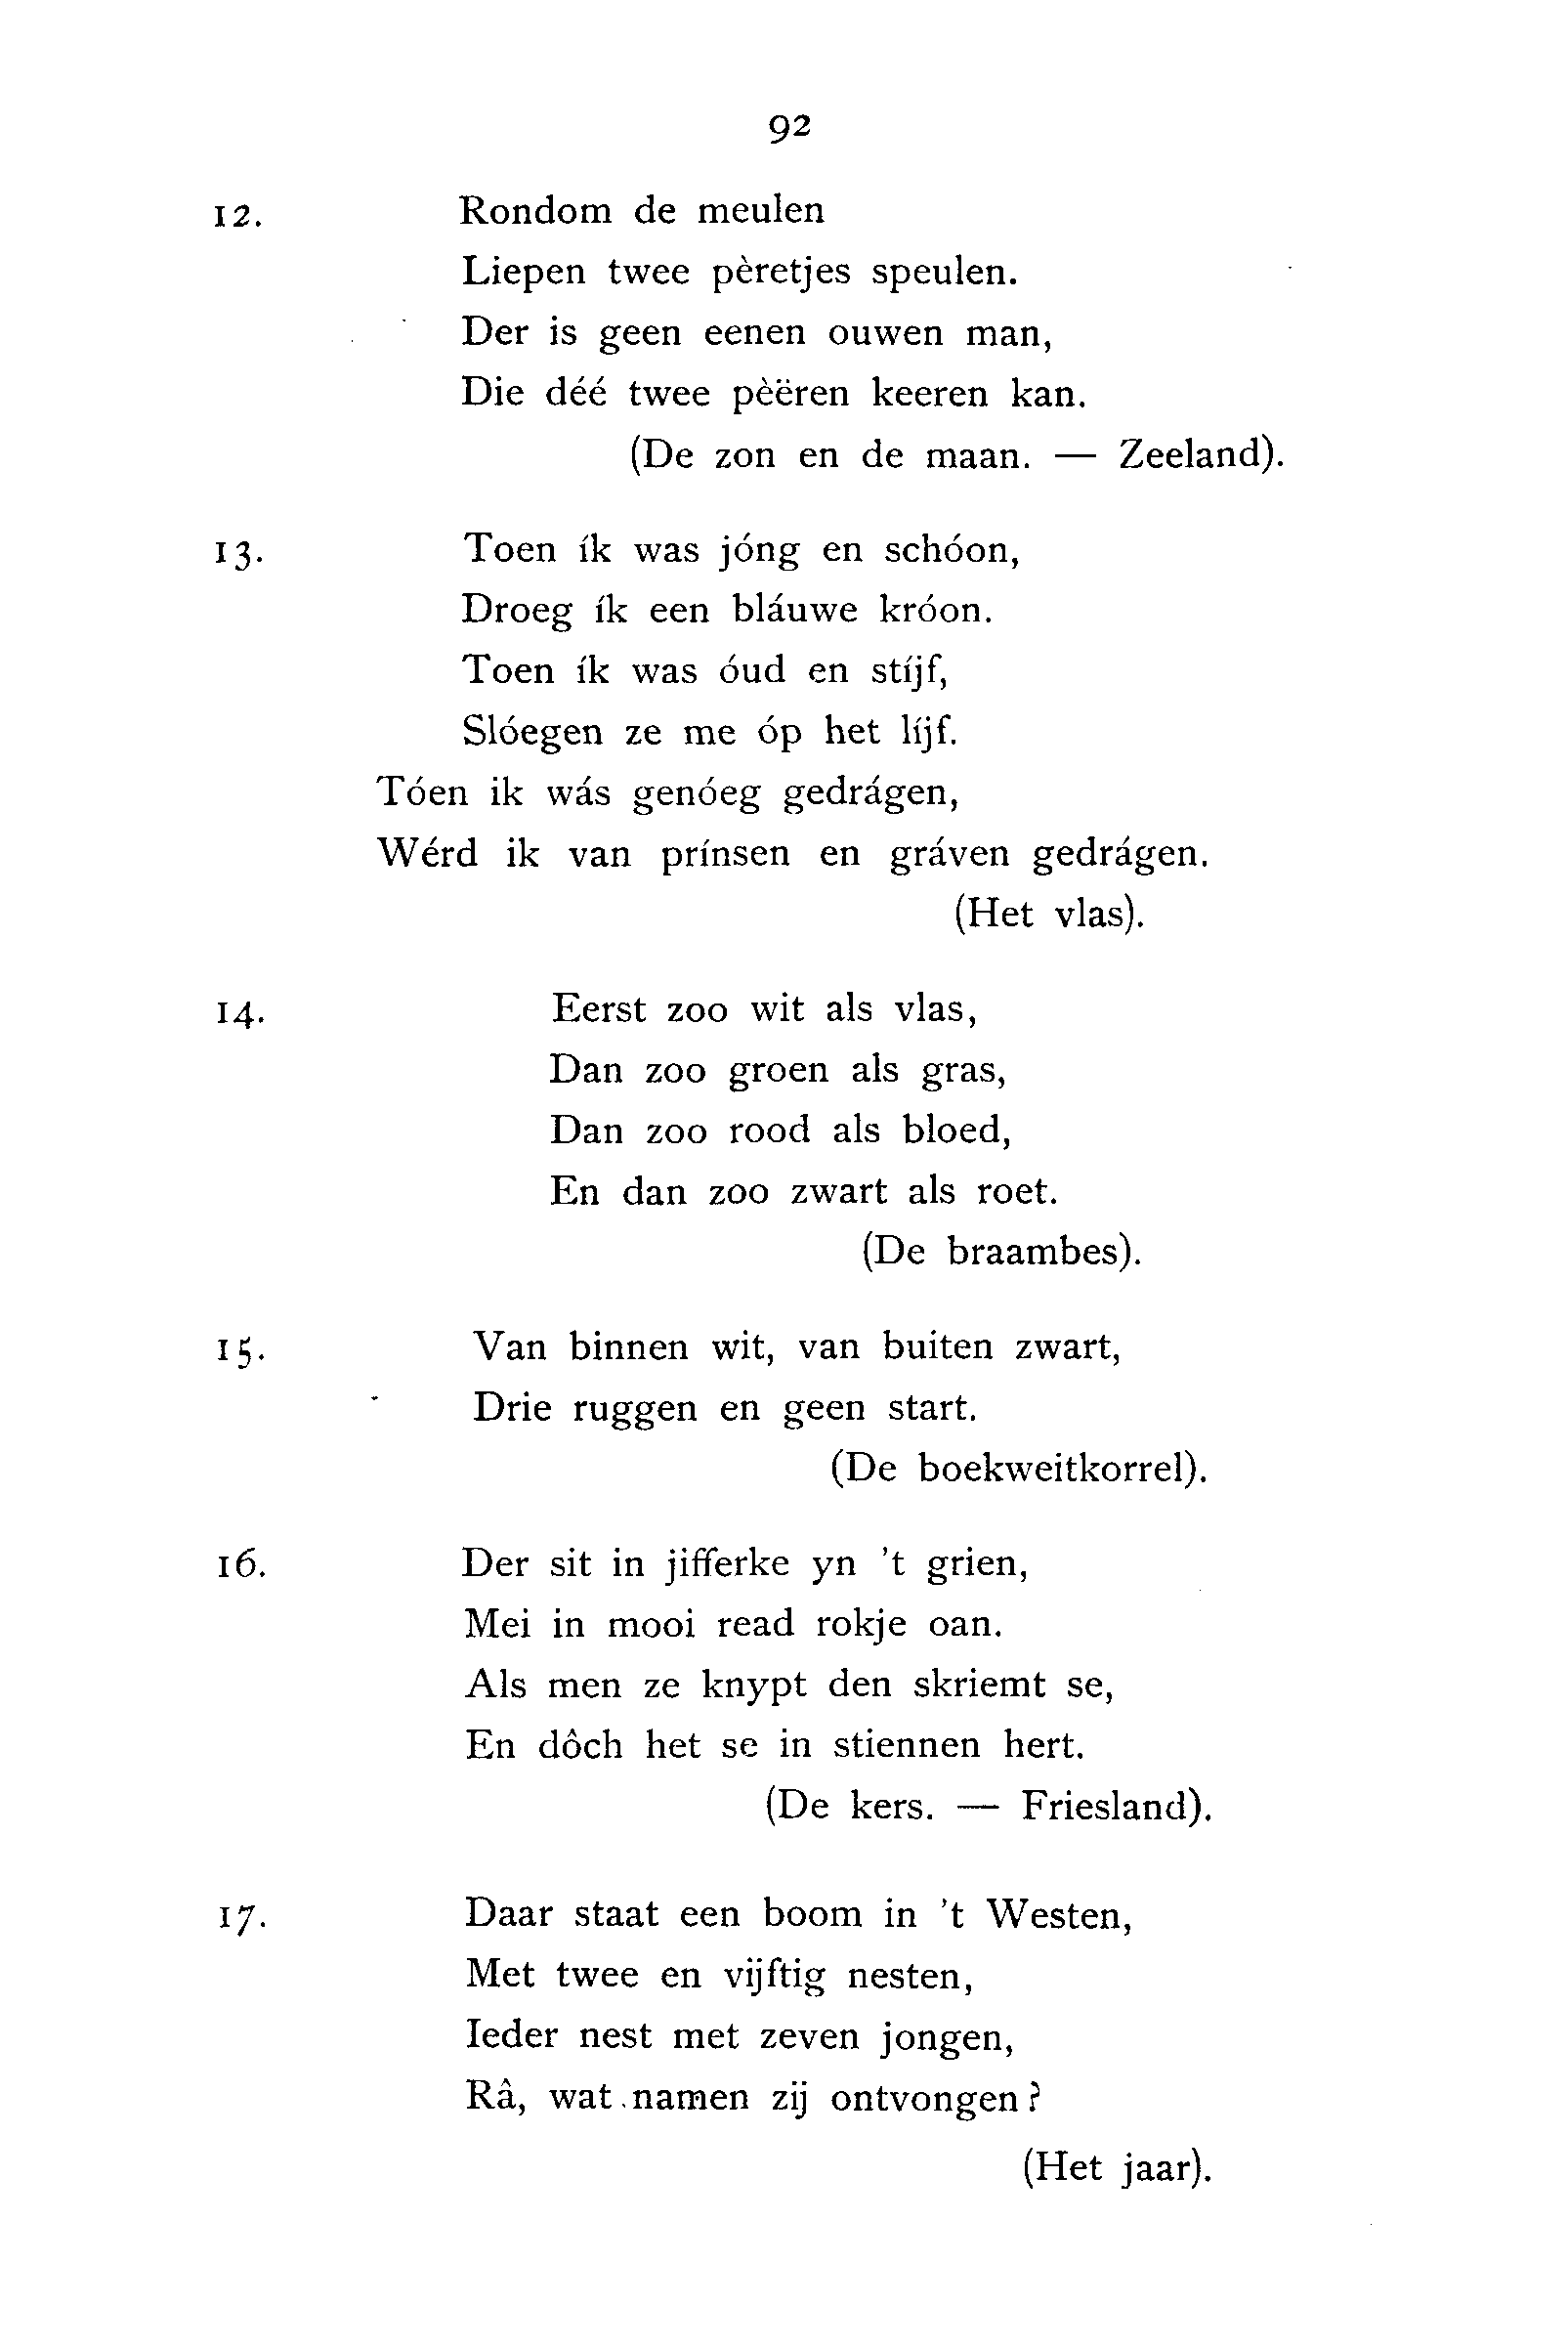 92
12. Rondom de meulen
Liepen twee pèretjes speulen.
Der is geen eenen ouwen man,
Die déé twee pèëren keeren kan.
(De zon en de maan. — Zeeland).
13. Toen ík was jóng en schóon,
Droeg ík een bláuwe króon.
Toen ík was óud en stíjf,
Slóegen ze me óp het líjf.
Tóen ik wás genóeg gedrágen,
Wérd ik van prínsen en gráven gedrágen.
(Het vlas).
14. Eerst zoo wit als vlas,
Dan zoo groen als gras,
Dan zoo rood als bloed,
En dan zoo zwart als roet.
(De braambes).
15. Van binnen wit, van buiten zwart,
Drie ruggen en geen start.
(De boekweitkorrel).
16. Der sit in jifferke yn 't grien,
Mei in mooi read rokje oan.
Als men ze knypt den skriemt se,
En dôch het se in stiennen hert.
(De kers. — Friesland).
17. Daar staat een boom in 't Westen,
Met twee en vijftig nesten,
Ieder nest met zeven jongen,
Râ, wat namen zij ontvongen?
(Het jaar).